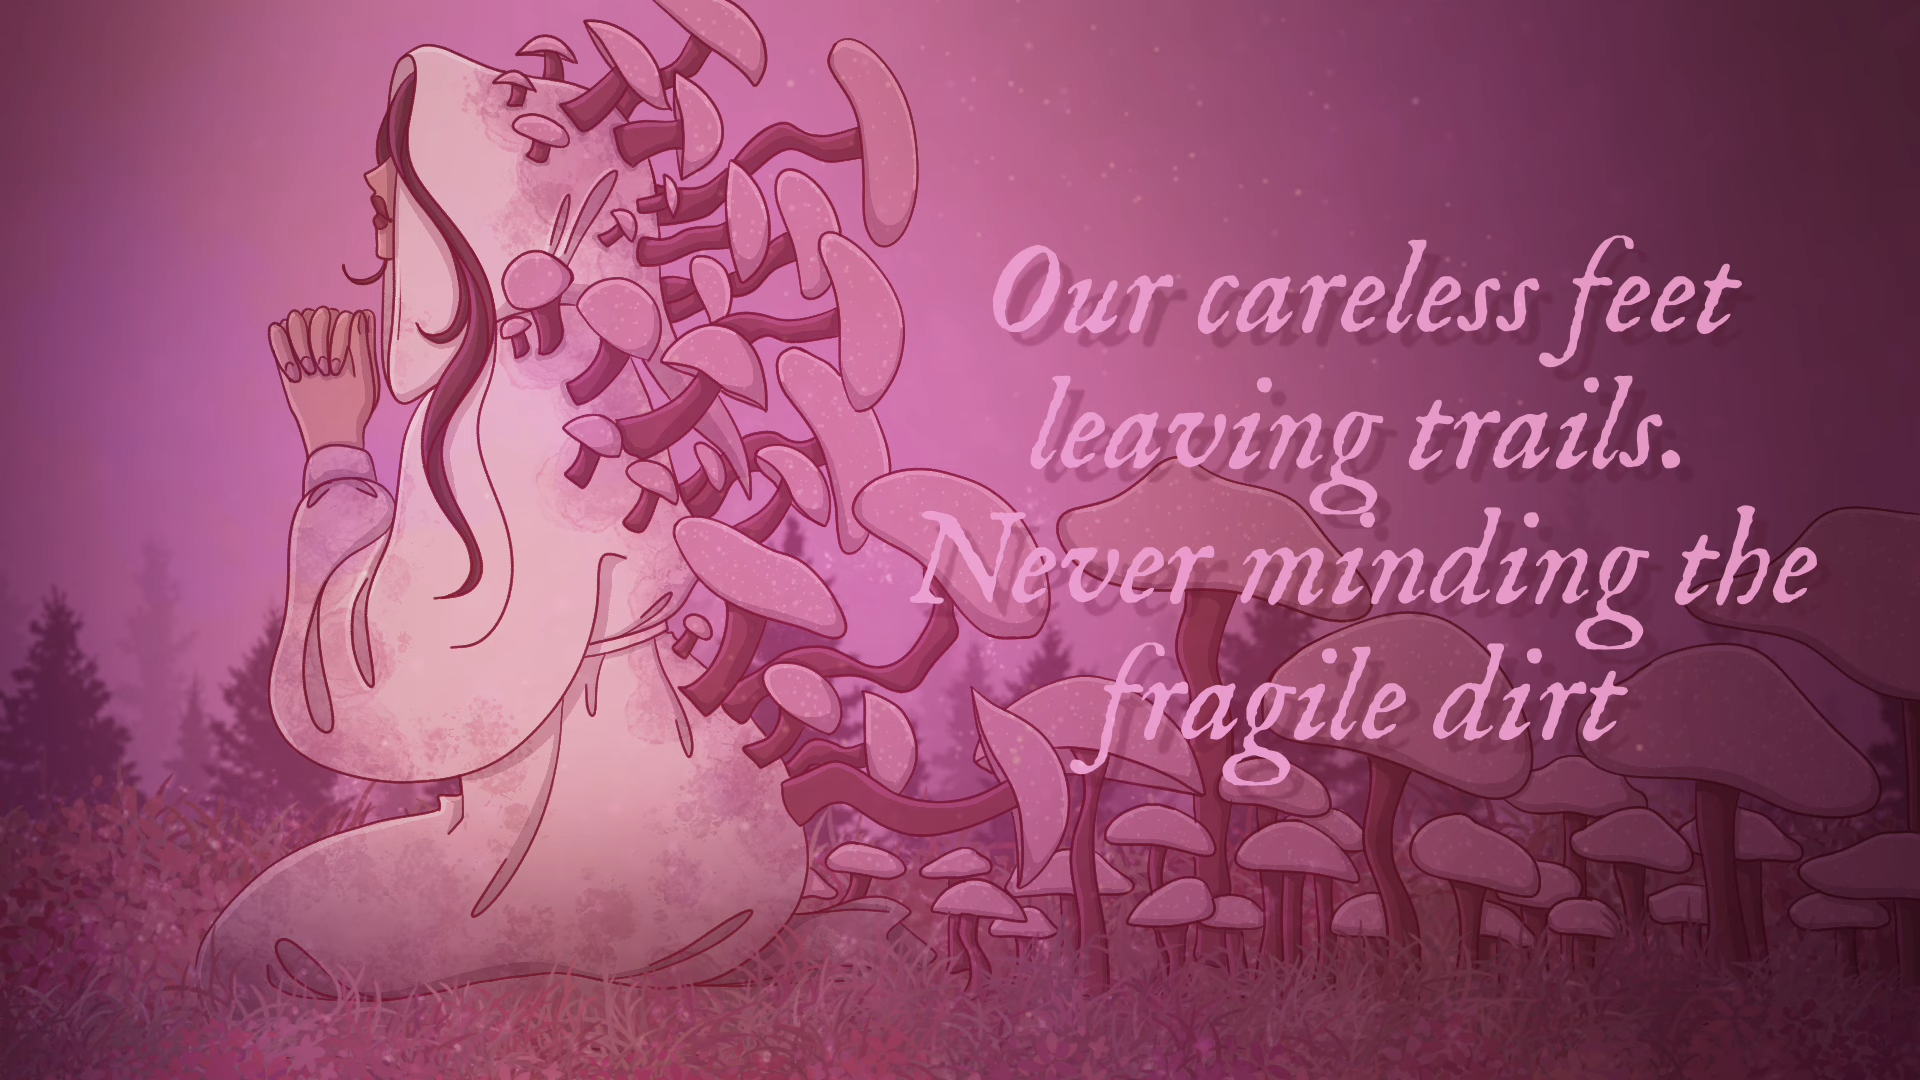 Our careless feet
leaving trails.
Never minding the
fragile dirt